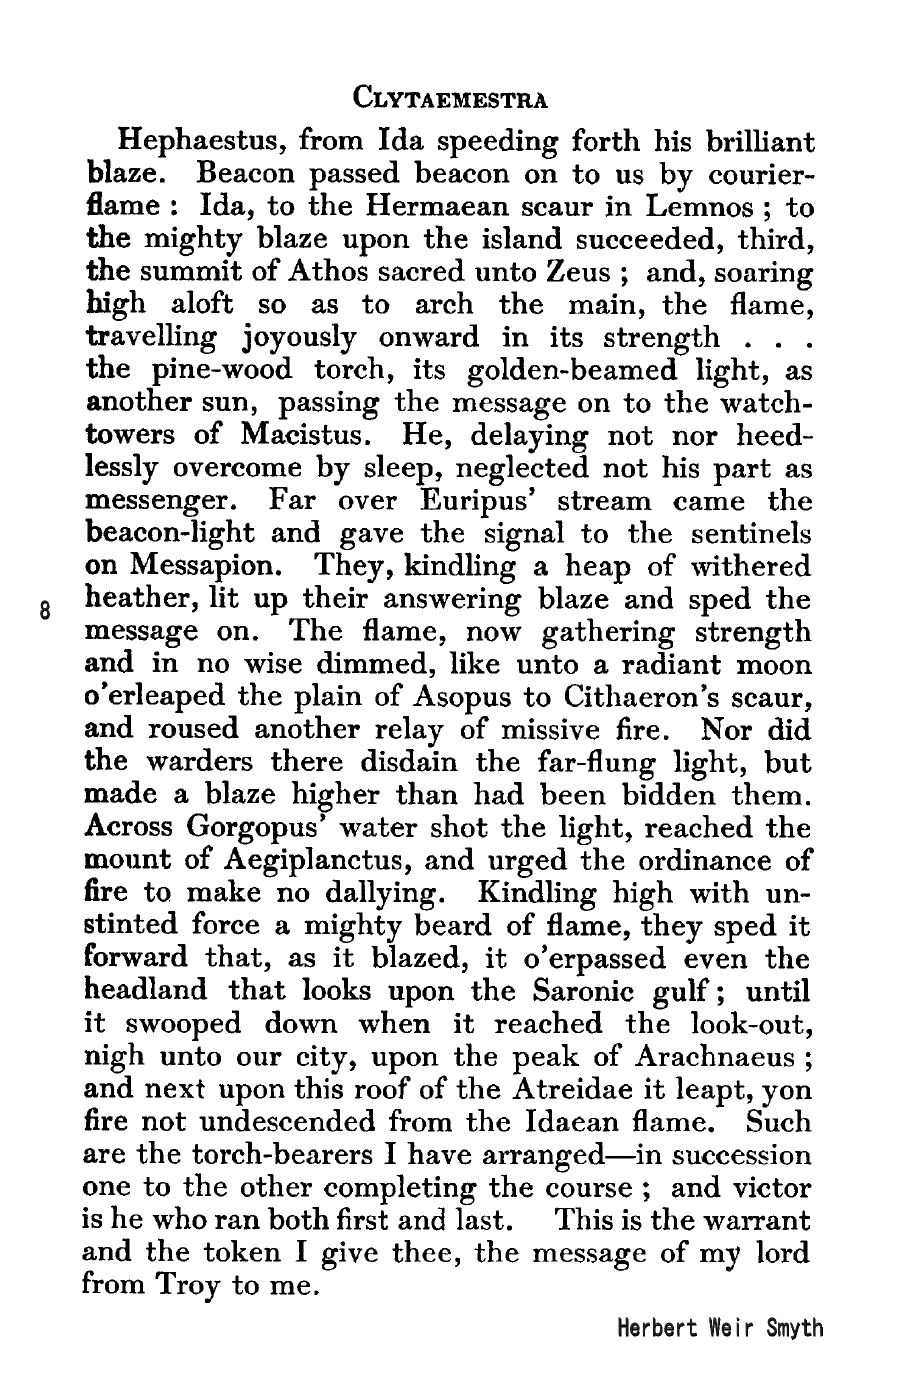 CLYTAEMESTRA
Hephaestus, from Ida speeding forth his brilliant
blaze. Beacon passed beacon on to us by courier-
flame : Ida, to the Hermaean scaur in Lemnos ; to
the mighty blaze upon the island succeeded, third,
the summit of Athos sacred unto Zeus ; and, soaring
high aloft so as to arch the main, the flame,
travelling joyously onward in its strength . . .
the pine-wood torch, its golden-beamed light, as
another sun, passing the message on to the watch-
towers of Macistus. He, delaying not nor heed-
lessly overcome by sleep, neglected not his part as
messenger. Far over Euripus' stream came the
beacon-light and gave the signal to the sentinels
on Messapion. They, kindling a heap of withered
heather, lit up their answering blaze and sped the
8
message on. The flame, now gathering strength
and in no wise dimmed, like unto a radiant moon
o'erleaped the plain of Asopus to Cithaeron's scaur,
and roused another relay of missive fire. Nor did
the warders there disdain the far-flung light, but
made a blaze higher than had been bidden them.
Across Gorgopus' water shot the light, reached the
mount of Aegiplanctus, and urged the ordinance of
fire to make no dallying. Kindling high with un-
stinted force a mighty beard of flame, they sped it
forward that, as it blazed, it o'erpassed even the
headland that looks upon the Saronic gulf ; until
it swooped down when it reached the look-out,
nigh unto our city, upon the peak of Arachnaeus ;
and next upon this roof of the Atreidae it leapt, yon
fire not undescended from the Idaean flame. Such
are the torch-bearers I have arranged—in succession
one to the other completing the course ; and victor
is he who ran both first and last. This is the warrant
and the token I give thee, the message of my lord
from Troy to me.
Herbert Weir Smyth